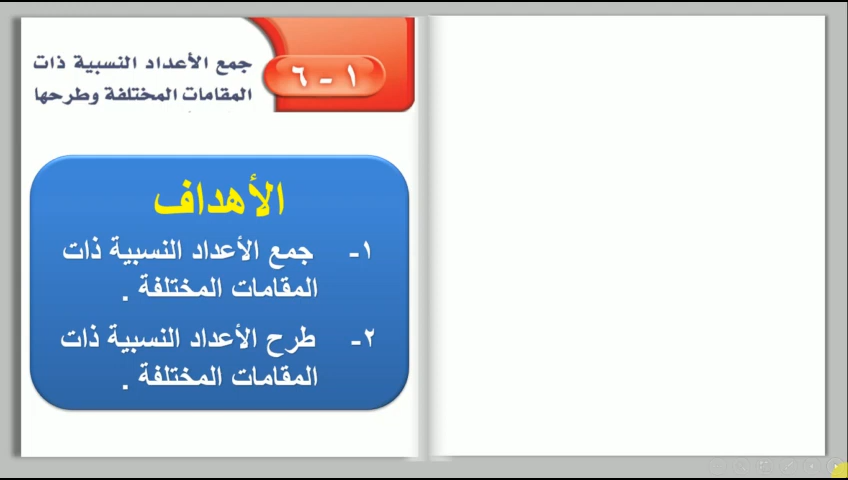 ١ - ٦
جمع الأعداد النسبية ذات
المقامات المختلفة وطرحها
الأهداف
١- جمع الأعداد النسبية ذات
المقامات المختلفة .
٢- طرح الأعداد النسبية ذات
المقامات المختلفة .